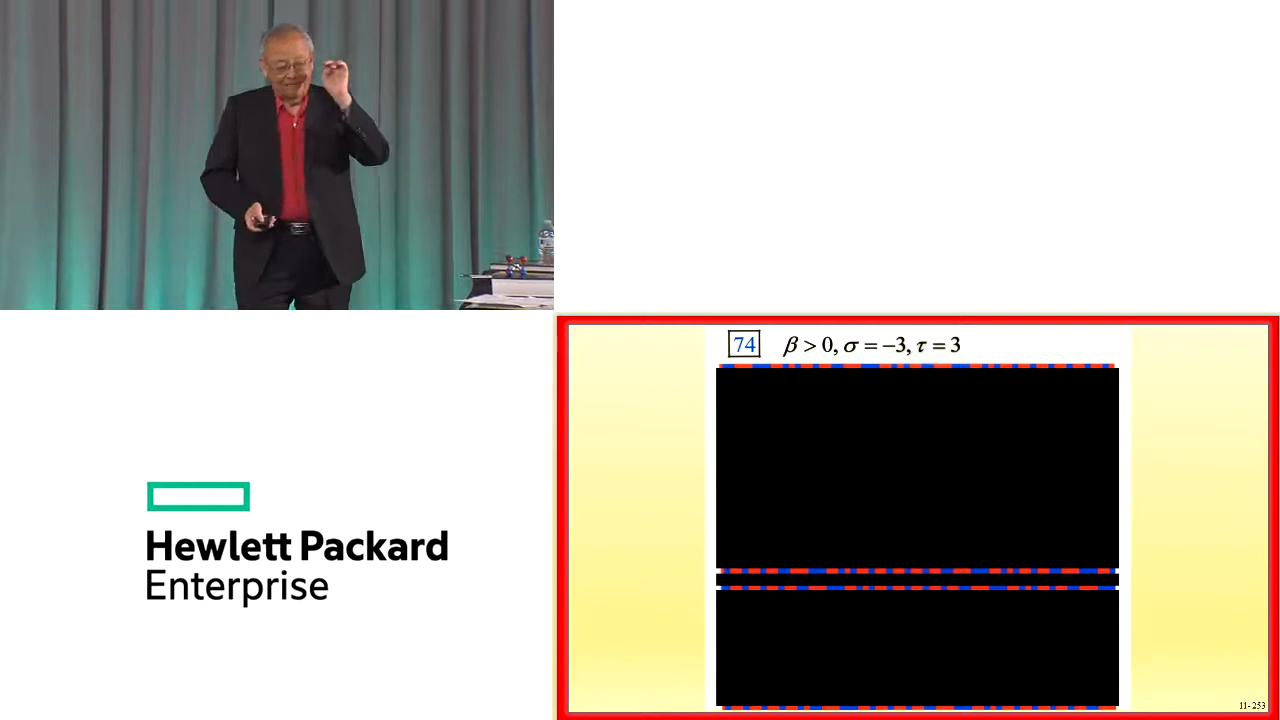 74 β > 0, σ = −3, τ = 3
Hewlett Packard
Enterprise
11- 253